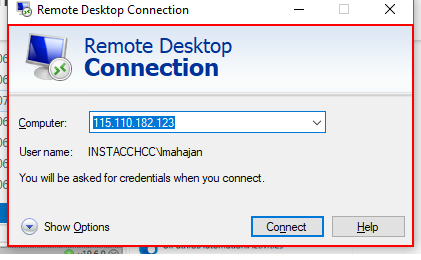 Remote Desktop Connection
Remote Desktop
Connection
Computer: 115.110.182.123
User name: INSTACCHCC\lmahajan
You will be asked for credentials when you connect.
Show Options Connect Help